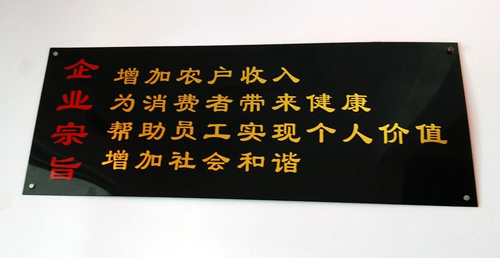 企业宗旨
增加农户收入
为消费者带来健康
帮助员工实现个人价值
增加社会和谐